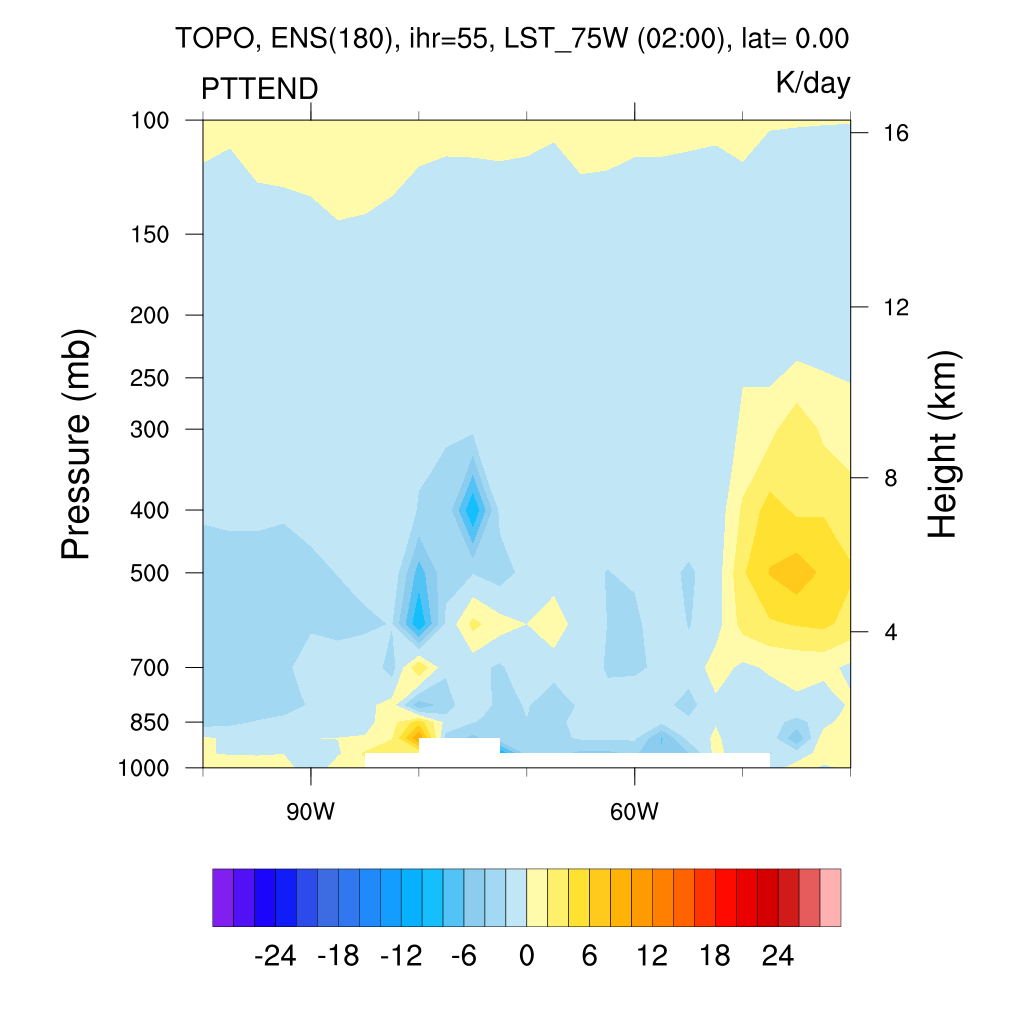 TOPO, ENS(180), ihr=55, LST_75W (02:00), lat= 0.00
PTTEND
K/day
100
150
200
250
300
400
500
700
850
1000
Pressure (mb)
16
12
8
4
Height (km)
90W
60W
-24 -18 -12 -6 0 6 12 18 24